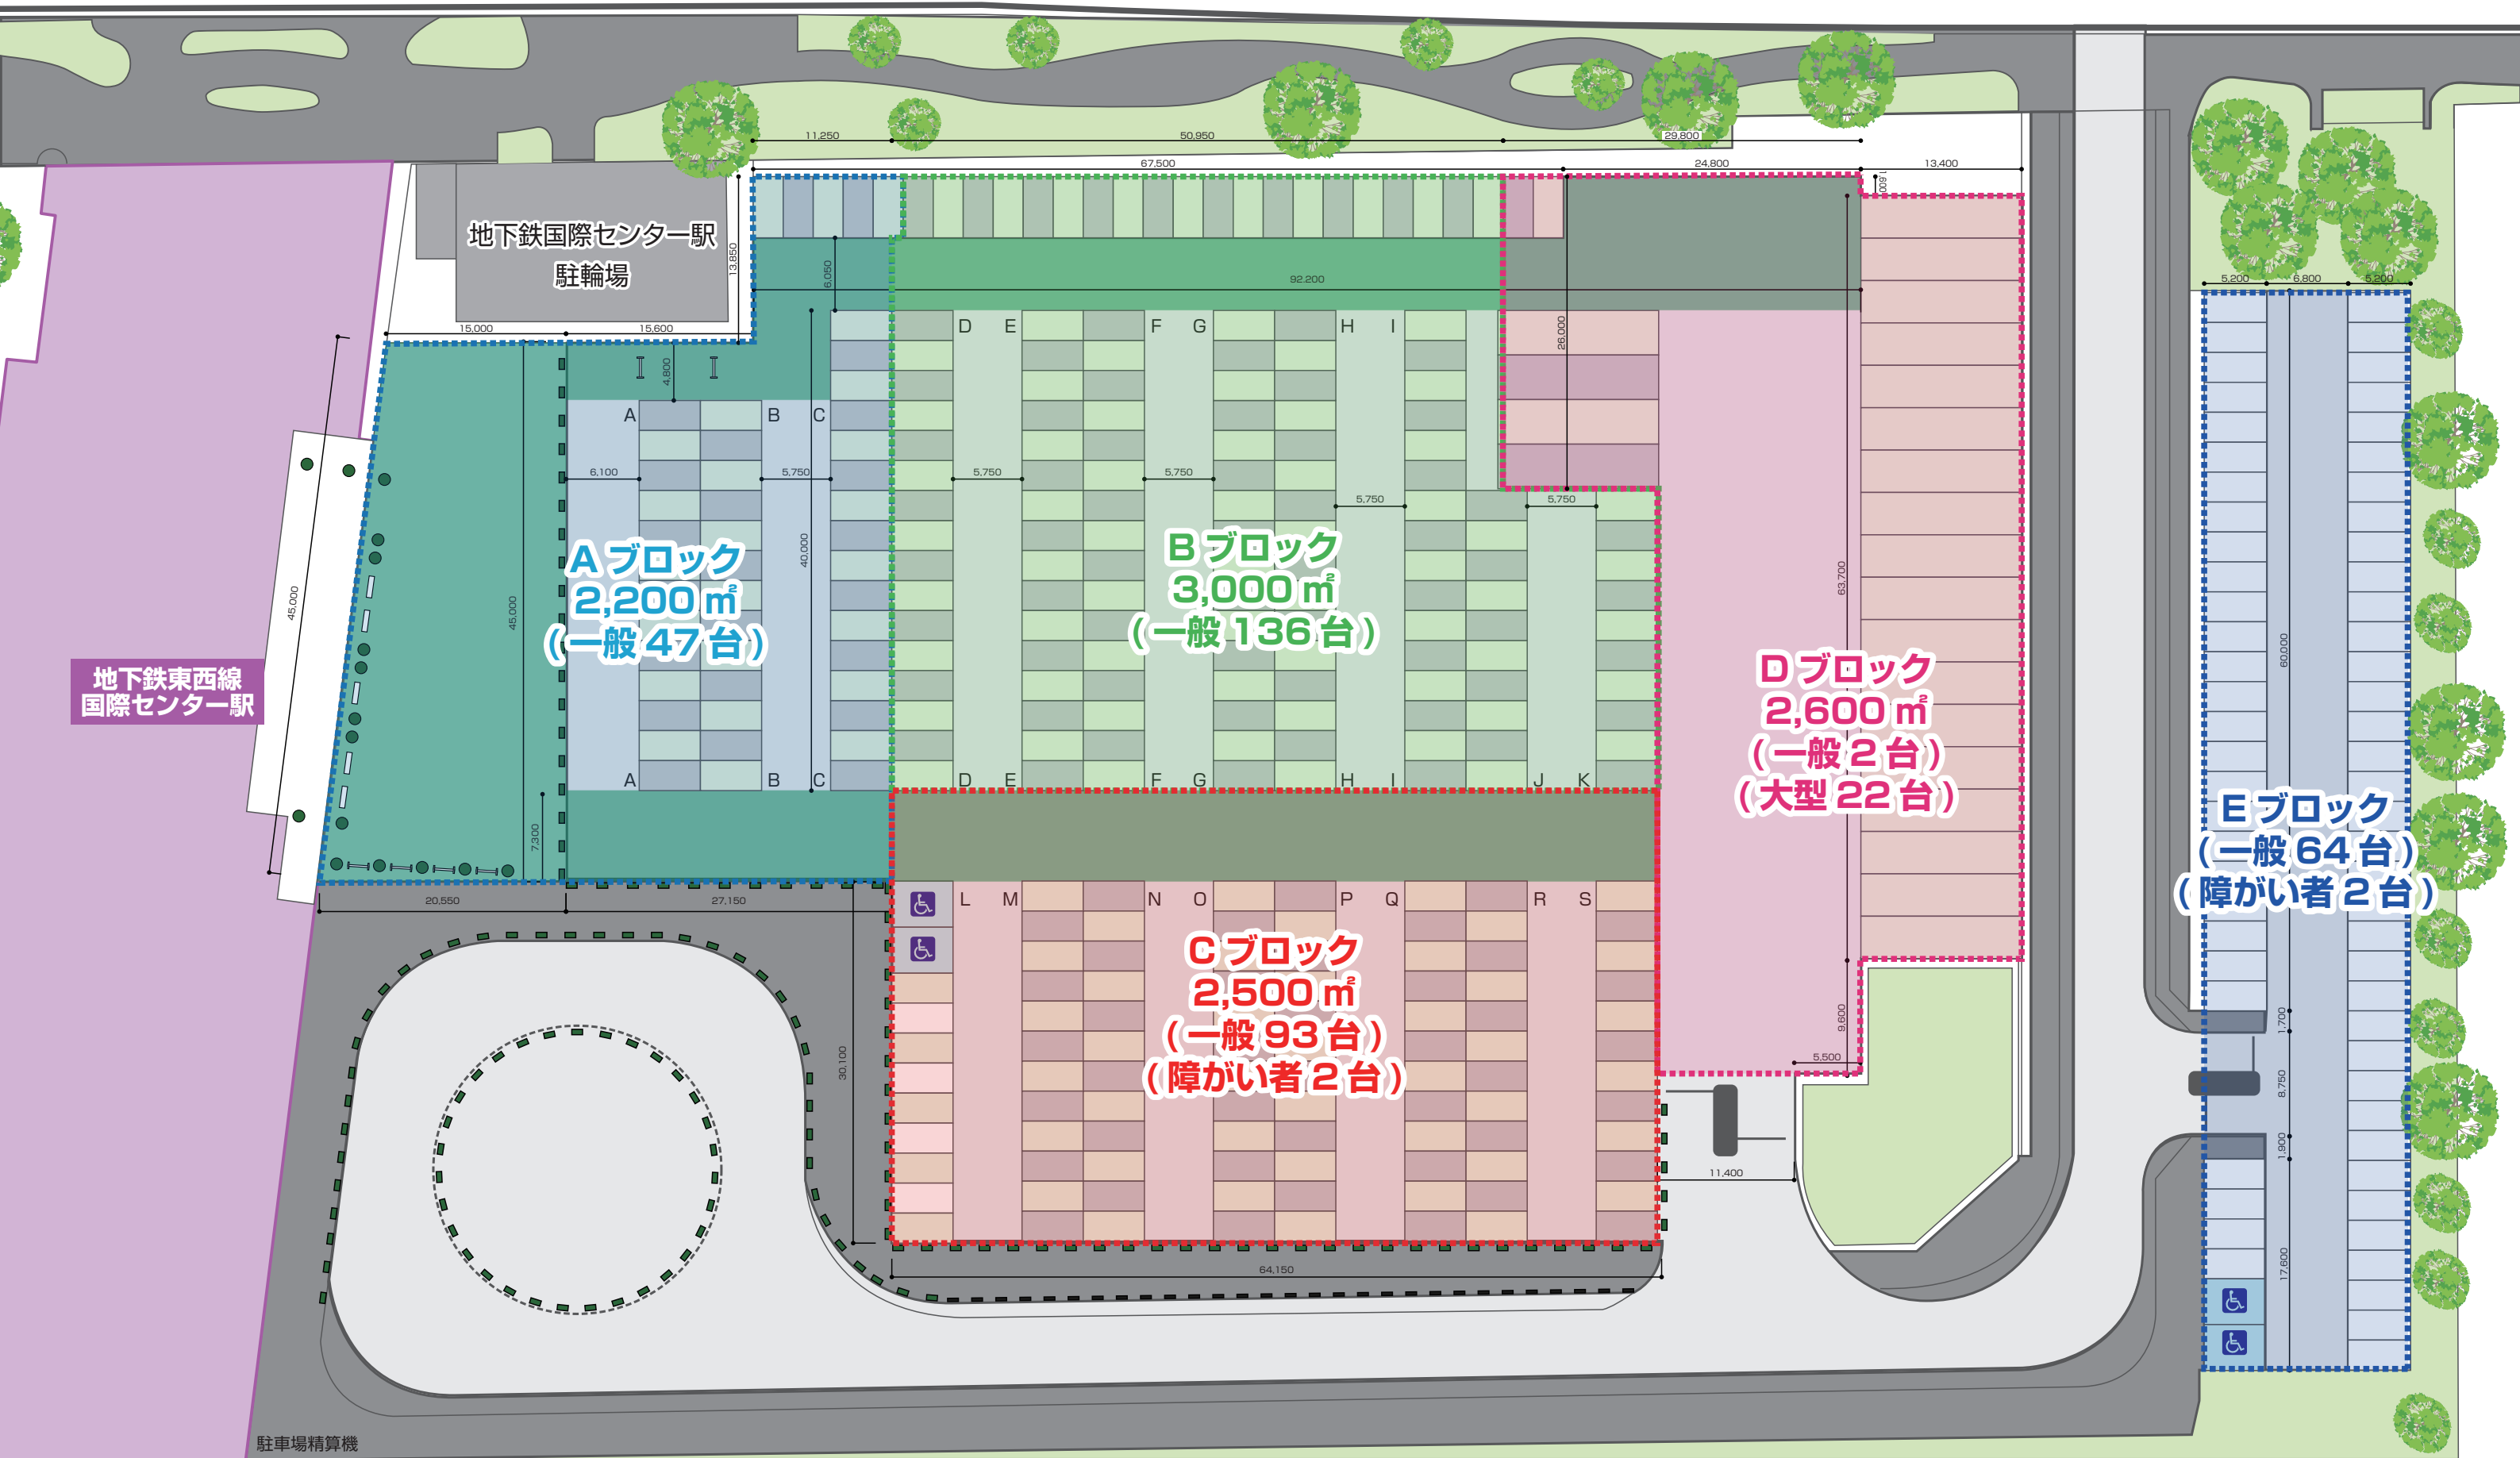 11,250
50,950
29,800
67,500
24,800
13,400
1,600
地下鉄国際センター駅
駐輪場
13,850
6,050
92,200
5,200
6,800
5,200
15,000
15,600
4,800
26,000
D E F G H I
A B C
6,100
5,750
5,750
5,750
5,750
5,750
40,000
45,000
45,000
63,700
60,000
A ブロック
2,200㎡
(一般 47 台)
B ブロック
3,000㎡
(一般 136 台)
地下鉄東西線
国際センター駅
D ブロック
2,600㎡
(一般 2 台)
(大型 22 台)
A B C D E F G H I J K
E ブロック
(一般 64 台)
(障がい者 2 台)
7,300
20,550
27,150
L M N O P Q R S
C ブロック
2,500㎡
(一般 93 台)
(障がい者 2 台)
30,100
9,600
5,500
1,700
8,750
1,900
11,400
17,600
64,150
駐車場精算機